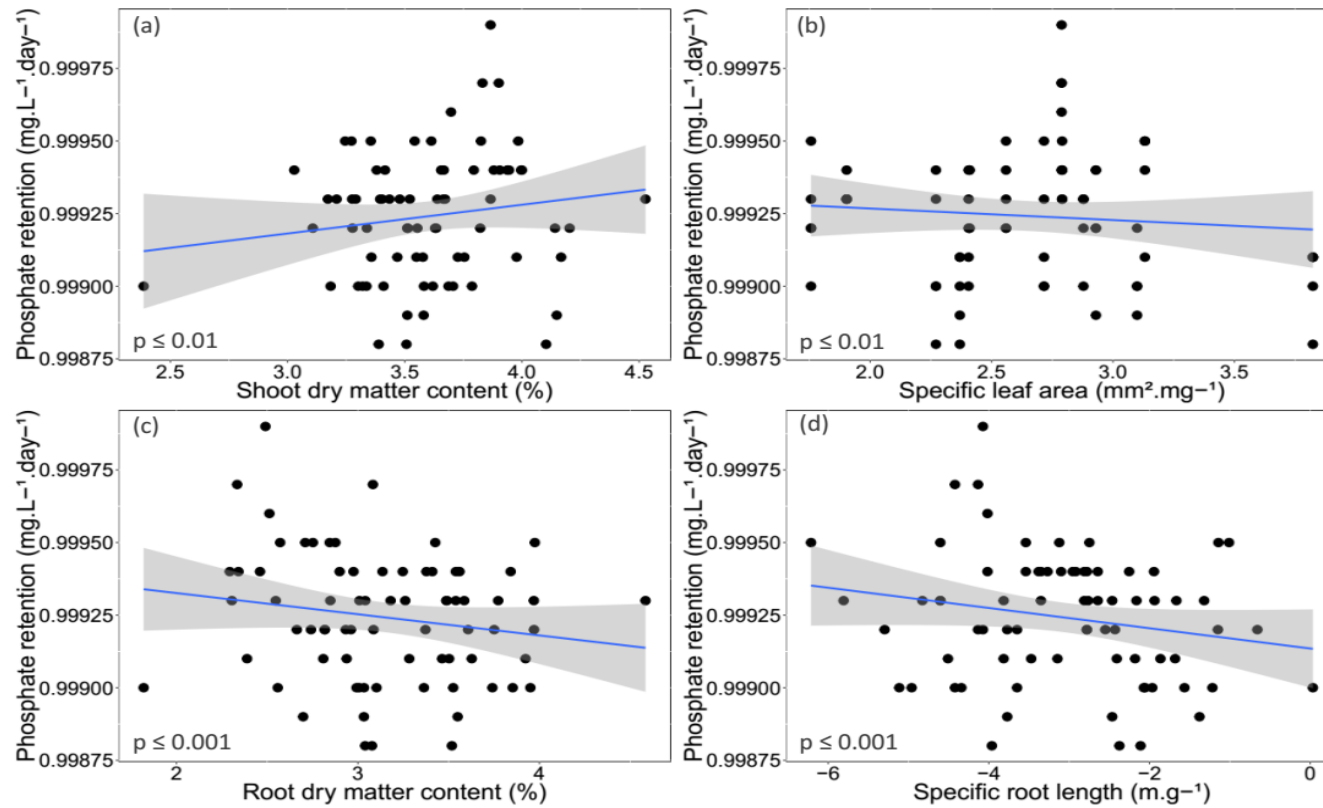 (a)
Phosphate retention (mg.L−¹.day−¹)
0.99975
0.99950
0.99925
0.99900
0.99875
p ≤ 0.01
2.5 3.0 3.5 4.0 4.5
Shoot dry matter content (%)
(b)
Phosphate retention (mg.L−¹.day−¹)
0.99975
0.99950
0.99925
0.99900
0.99875
p ≤ 0.01
2.0 2.5 3.0 3.5
Specific leaf area (mm².mg−¹)
(c)
Phosphate retention (mg.L−¹.day−¹)
0.99975
0.99950
0.99925
0.99900
0.99875
p ≤ 0.001
2 3 4
Root dry matter content (%)
(d)
Phosphate retention (mg.L−¹.day−¹)
0.99975
0.99950
0.99925
0.99900
0.99875
p ≤ 0.001
−6 −4 −2 0
Specific root length (m.g−¹)